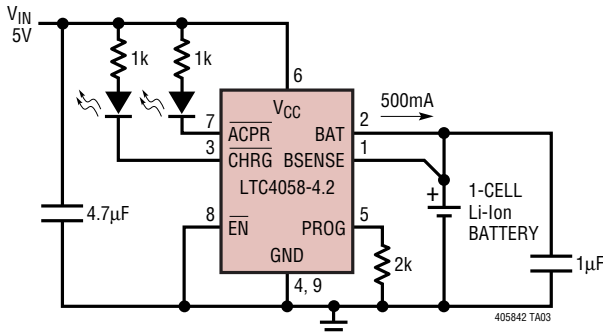 VIN
5V
1k
1k
6
VCC
500mA
7
ACPR
BAT
2
3
CHRG
BSENSE
1
LTC4058-4.2
+
1-CELL
Li-Ion
BATTERY
4.7µF
8
EN
PROG
5
GND
2k
1µF
4, 9
405842 TA03